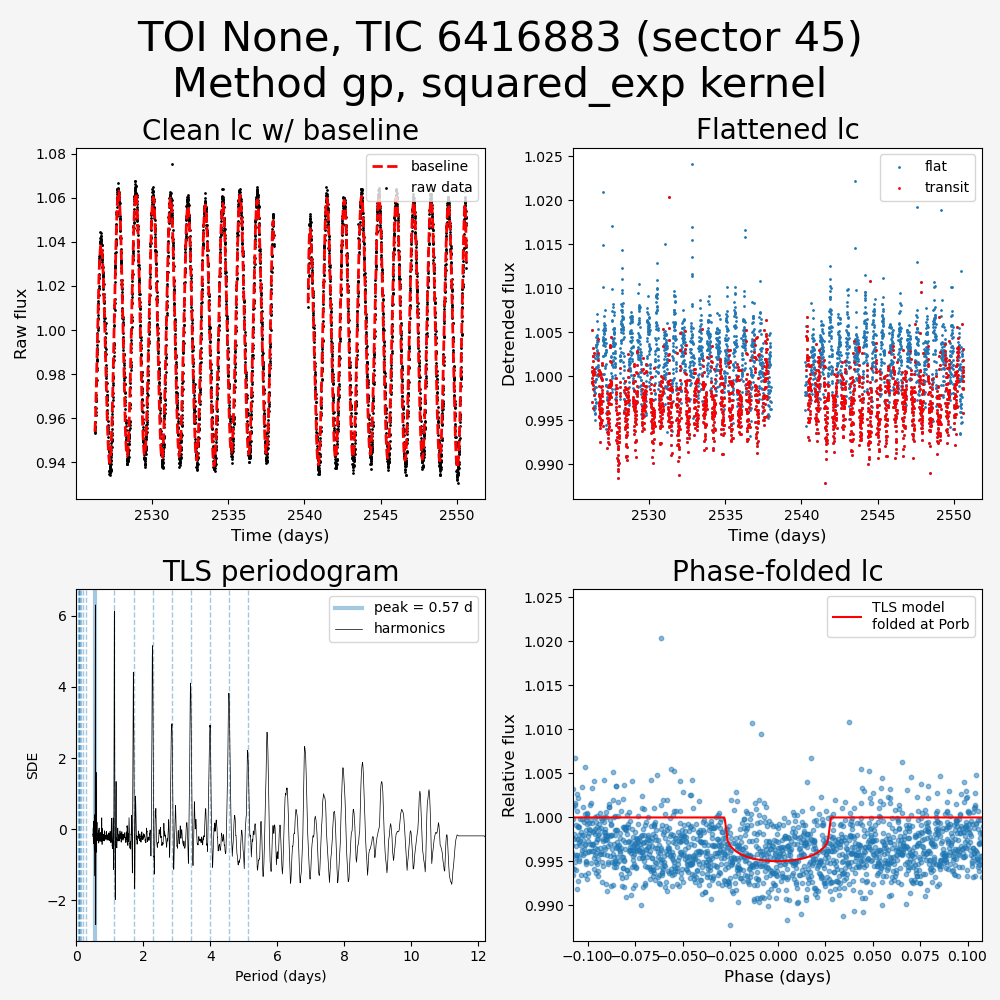 TOI None, TIC 6416883 (sector 45)
Method gp, squared_exp kernel
Clean lc w/ baseline
Raw flux
1.08
1.06
1.04
1.02
1.00
0.98
0.96
0.94
baseline
raw data
2530
2535
2540
2545
2550
Time (days)
Flattened lc
Detrended flux
1.025
1.020
1.015
1.010
1.005
1.000
0.995
0.990
flat
transit
2530
2535
2540
2545
2550
Time (days)
TLS periodogram
SDE
6
4
2
0
−2
peak = 0.57 d
harmonics
0
2
4
6
8
10
12
Period (days)
Phase-folded lc
Relative flux
1.025
1.020
1.015
1.010
1.005
1.000
0.995
0.990
TLS model
folded at Porb
−0.100
−0.075
−0.050
−0.025
0.000
0.025
0.050
0.075
0.100
Phase (days)